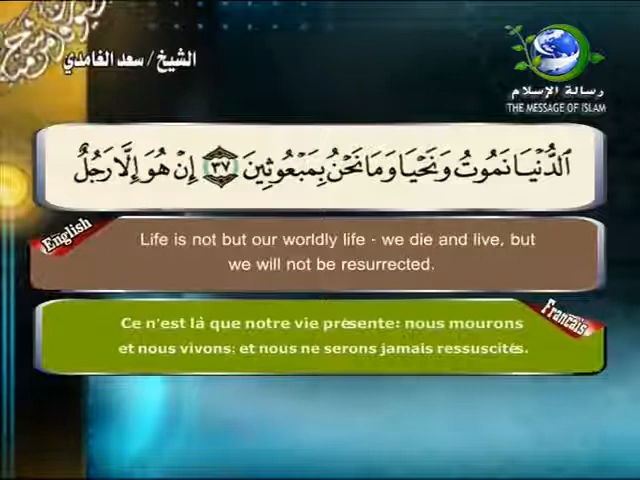 الشيخ / سعد الغامدي
رسالة الإسلام
THE MESSAGE OF ISLAM
ٱلدُّنْيَا نَمُوتُ وَنَحْيَا وَمَا نَحْنُ بِمَبْعُوثِينَ ٣٧ إِنْ هُوَ إِلَّا رَجُلٌ
English
Life is not but our worldly life - we die and live, but
we will not be resurrected.
Francais
Ce n'est là que notre vie présente: nous mourons
et nous vivons; et nous ne serons jamais ressuscités.